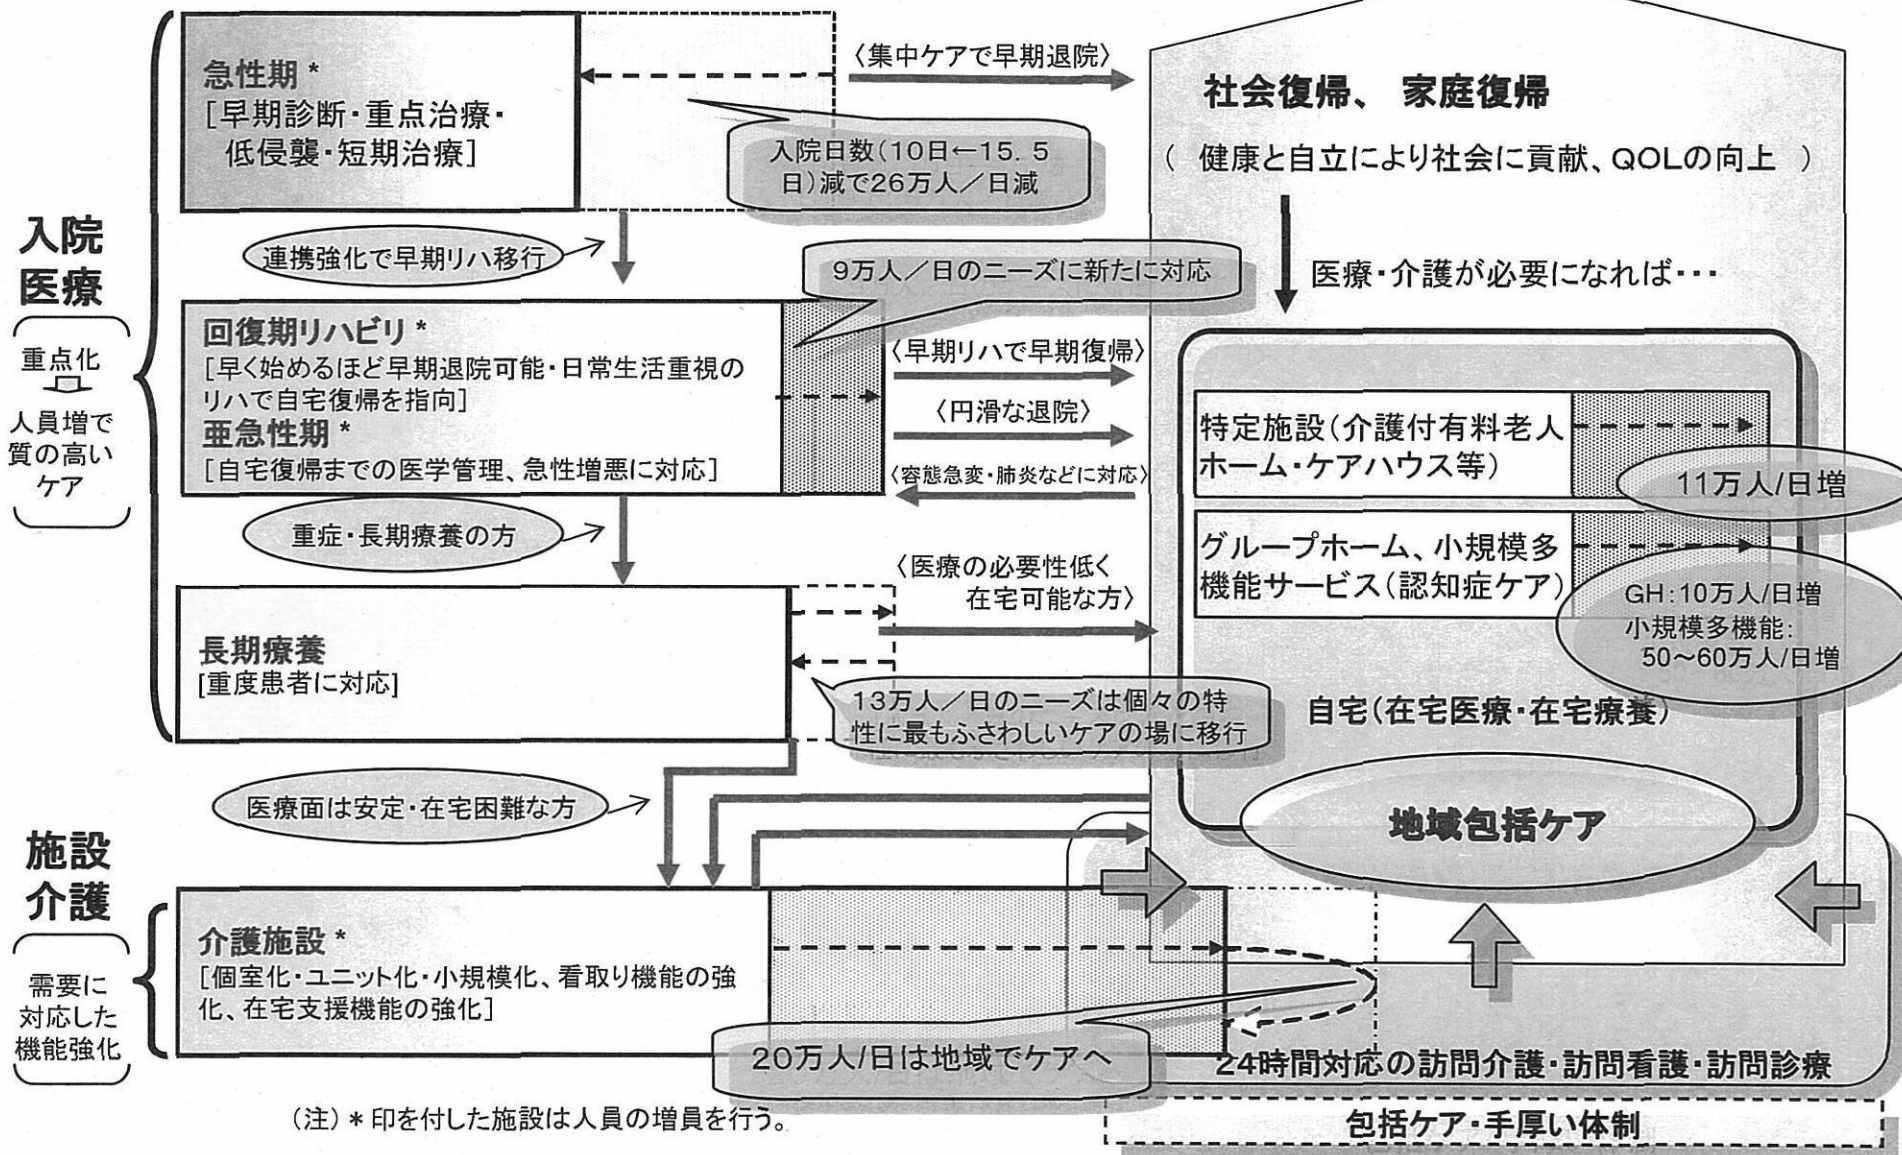 入院
医療
重点化
人員増で
質の高い
ケア
急性期 *
[早期診断・重点治療・
低侵襲・短期治療]
〈集中ケアで早期退院〉
入院日数(10日←15.5
日)減で26万人/日減
連携強化で早期リハ移行
9万人/日のニーズに新たに対応
回復期リハビリ *
[早く始めるほど早期退院可能・日常生活重視の
リハで自宅復帰を指向]
亜急性期 *
[自宅復帰までの医学管理、急性増悪に対応]
〈早期リハで早期復帰〉
〈円滑な退院〉
〈容態急変・肺炎などに対応〉
重症・長期療養の方
〈医療の必要性低く
在宅可能な方〉
長期療養
[重度患者に対応]
13万人/日のニーズは個々の特
性に最もふさわしいケアの場に移行
医療面は安定・在宅困難な方
施設
介護
需要に
対応した
機能強化
介護施設 *
[個室化・ユニット化・小規模化、看取り機能の強
化、在宅支援機能の強化]
20万人/日は地域でケアへ
(注) * 印を付した施設は人員の増員を行う。
社会復帰、 家庭復帰
( 健康と自立により社会に貢献、QOLの向上 )
医療・介護が必要になれば・・・
特定施設(介護付有料老人
ホーム・ケアハウス等)
11万人/日増
グループホーム、小規模多
機能サービス(認知症ケア)
GH:10万人/日増
小規模多機能:
50〜60万人/日増
自宅(在宅医療・在宅療養)
地域包括ケア
24時間対応の訪問介護・訪問看護・訪問診療
包括ケア・手厚い体制